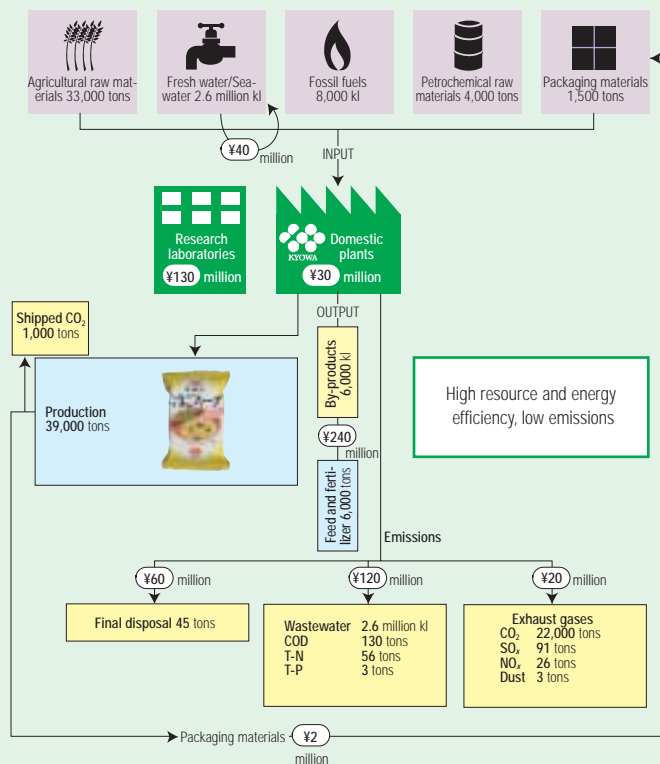 Agricultural raw mat-
erials 33,000 tons
Fresh water/Sea-
water 2.6 million kl
Fossil fuels
8,000 kl
Petrochemical raw
materials 4,000 tons
Packaging materials
1,500 tons
¥40
million
INPUT
Research
laboratories
¥130 million
KYOWA
Domestic
plants
¥30 million
OUTPUT
Shipped CO₂
1,000 tons
Production
39,000 tons
By-products
6,000 kl
¥240
million
Feed and ferti-
lizer 6,000 tons
High resource and energy
efficiency, low emissions
Emissions
¥60 million
¥120 million
¥20 million
Final disposal 45 tons
Wastewater 2.6 million kl
COD 130 tons
T-N 56 tons
T-P 3 tons
Exhaust gases
CO₂ 22,000 tons
SOₓ 91 tons
NOₓ 26 tons
Dust 3 tons
Packaging materials ¥2
million